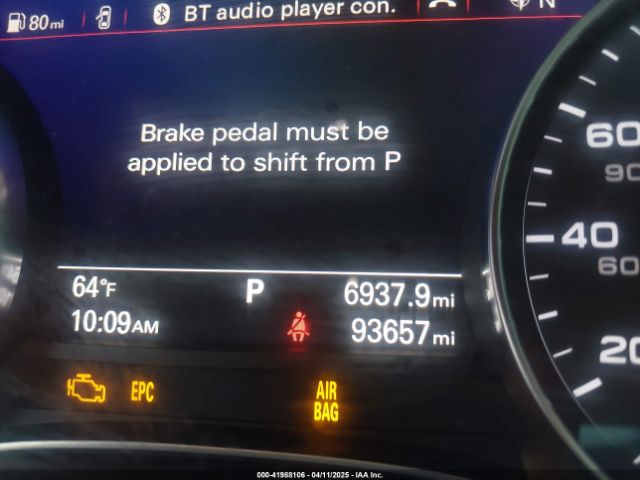 80mi
BT audio player con.
N
Brake pedal must be
applied to shift from P
64°F
P
6937.9mi
10:09AM
93657mi
EPC
AIR
BAG
60
90
40
60
20
000-41988106 - 04/11/2025 - IAA Inc.